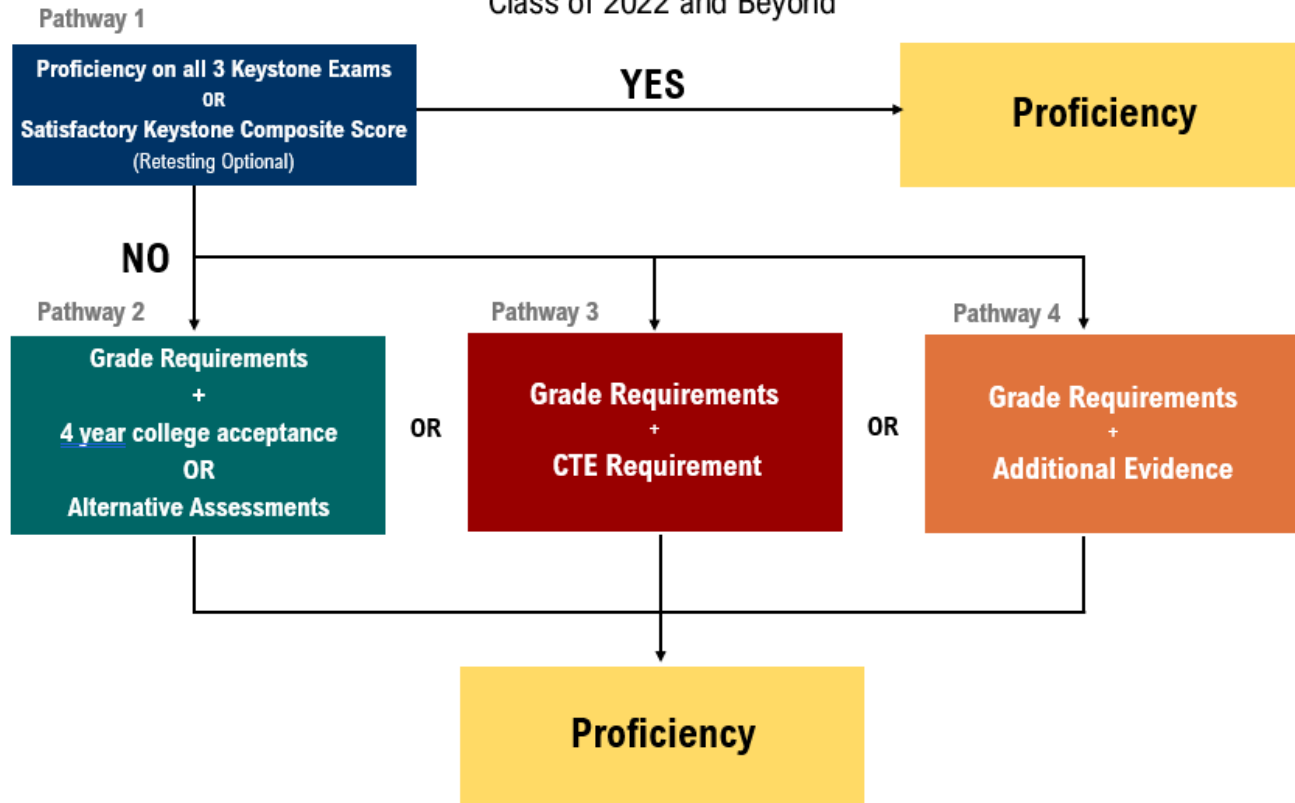 Class of 2022 and Beyond
Pathway 1
Proficiency on all 3 Keystone Exams
OR
Satisfactory Keystone Composite Score
(Retesting Optional)
YES
Proficiency
NO
Pathway 2
Grade Requirements
+
4 year college acceptance
OR
Alternative Assessments
OR
Pathway 3
Grade Requirements
+
CTE Requirement
OR
Pathway 4
Grade Requirements
+
Additional Evidence
Proficiency